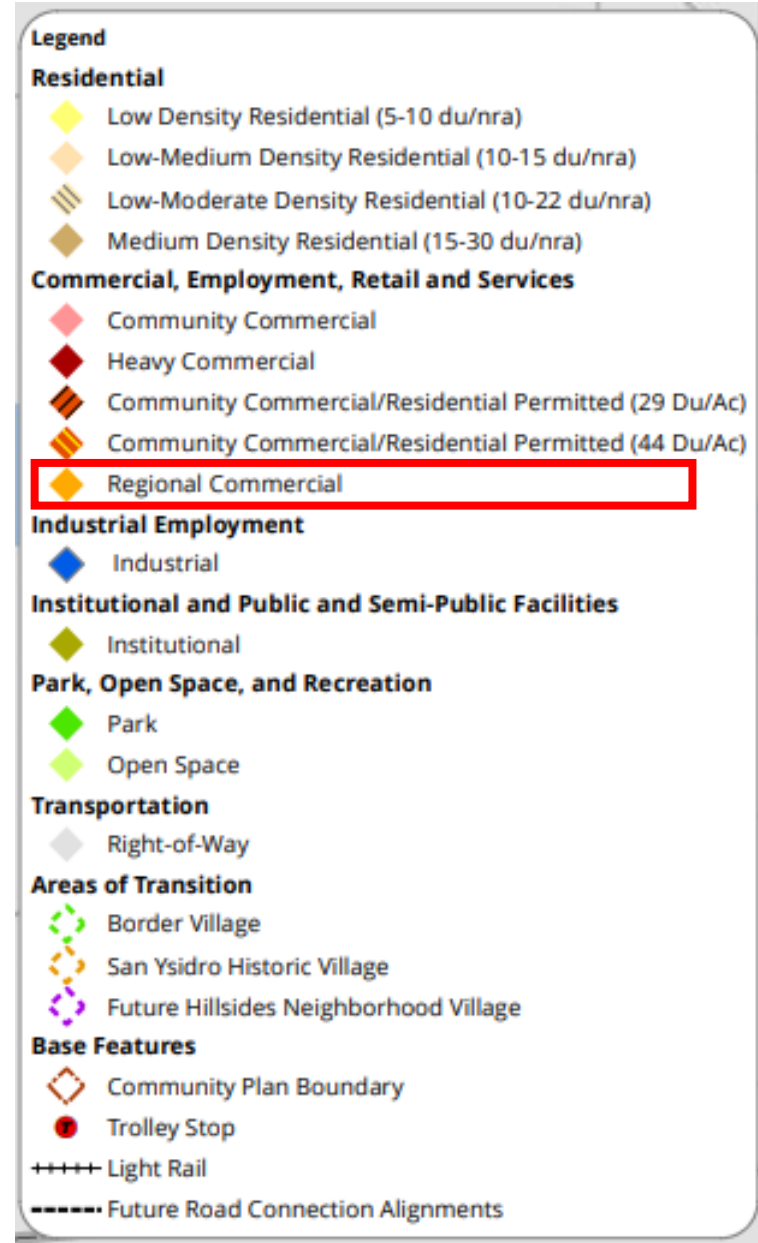 Legend
Residential
Low Density Residential (5-10 du/nra)
Low-Medium Density Residential (10-15 du/nra)
Low-Moderate Density Residential (10-22 du/nra)
Medium Density Residential (15-30 du/nra)
Commercial, Employment, Retail and Services
Community Commercial
Heavy Commercial
Community Commercial/Residential Permitted (29 Du/Ac)
Community Commercial/Residential Permitted (44 Du/Ac)
Regional Commercial
Industrial Employment
Industrial
Institutional and Public and Semi-Public Facilities
Institutional
Park, Open Space, and Recreation
Park
Open Space
Transportation
Right-of-Way
Areas of Transition
Border Village
San Ysidro Historic Village
Future Hillsides Neighborhood Village
Base Features
Community Plan Boundary
T Trolley Stop
Light Rail
Future Road Connection Alignments